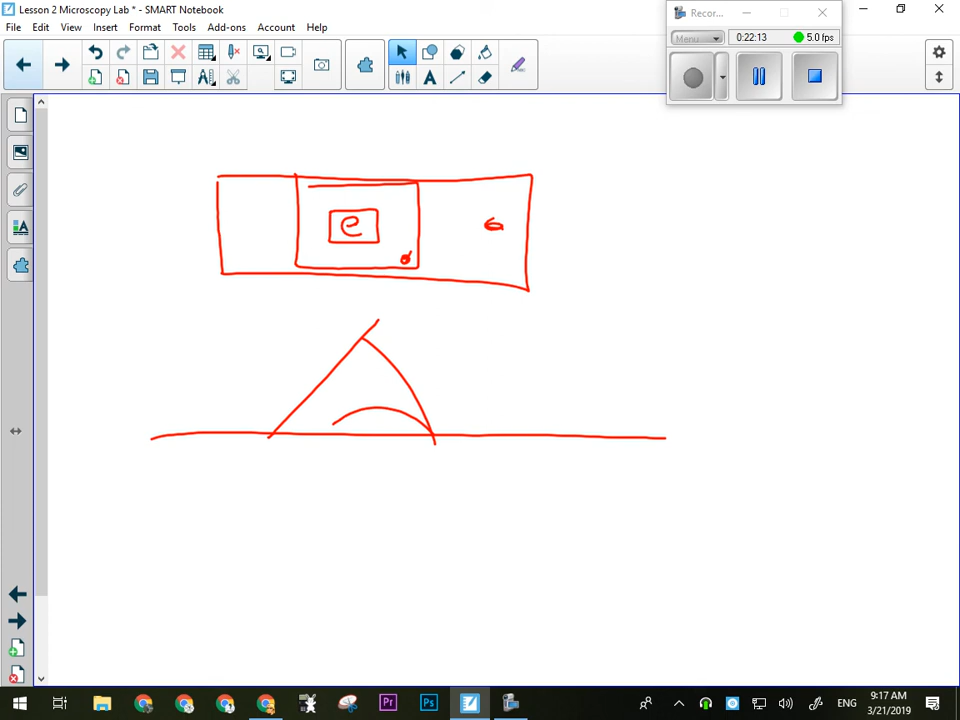 Lesson 2 Microscopy Lab * - SMART Notebook
Recor...
File Edit View Insert Format Tools Add-ons Account Help
Menu
0:22:13
5.0 fps
e
ENG
9:17 AM
3/21/2019